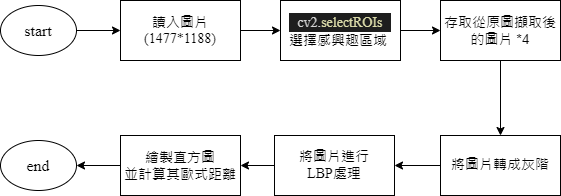 start
讀入圖片
(1477*1188)
cv2.selectROIs
選擇感興趣區域
存取從原圖擷取後
的圖片 *4
將圖片轉成灰階
將圖片進行
LBP處理
繪製直方圖
並計算其歐式距離
end